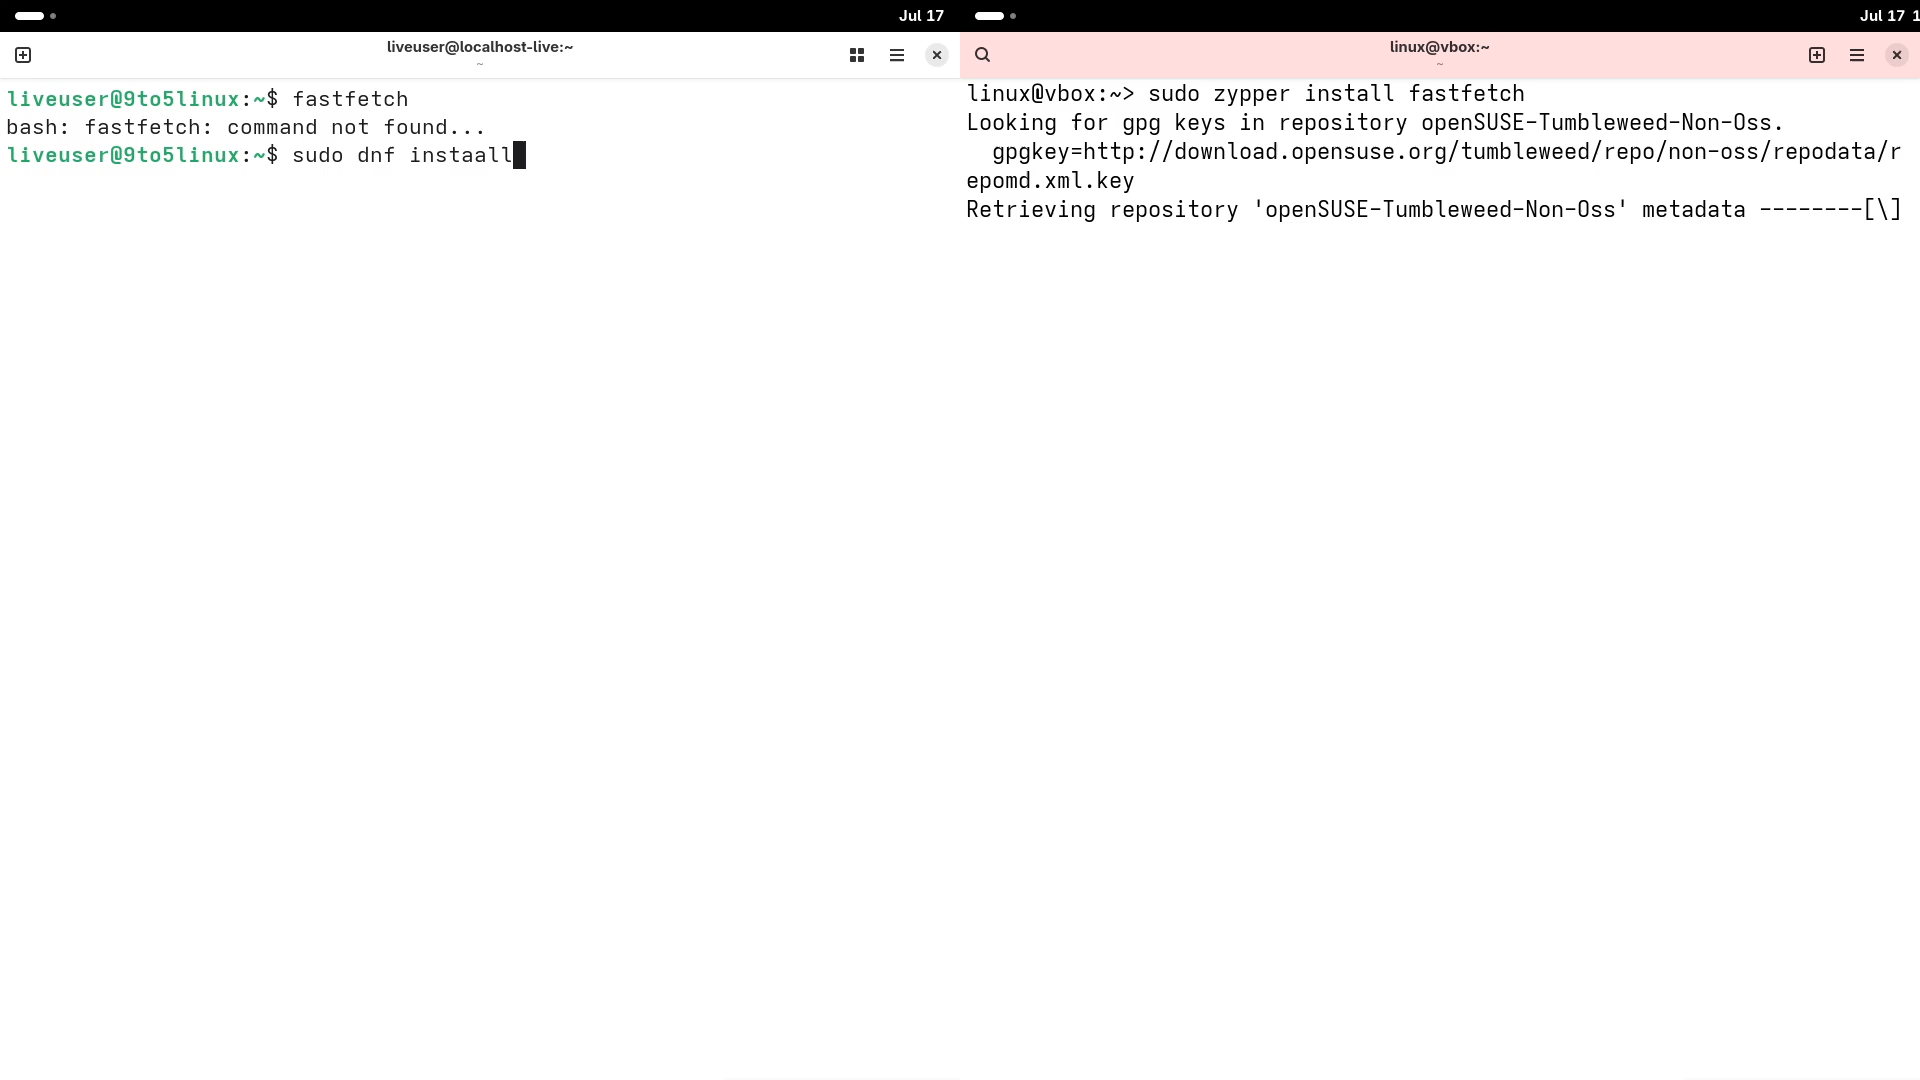 Jul 17
liveuser@localhost-live:~
~
liveuser@9to5linux:~$ fastfetch
bash: fastfetch: command not found...
liveuser@9to5linux:~$ sudo dnf instaall
Jul 17 1
linux@vbox:~
~
linux@vbox:~> sudo zypper install fastfetch
Looking for gpg keys in repository openSUSE-Tumbleweed-Non-Oss.
  gpgkey=http://download.opensuse.org/tumbleweed/repo/non-oss/repodata/r
epomd.xml.key
Retrieving repository 'openSUSE-Tumbleweed-Non-Oss' metadata --------[\]